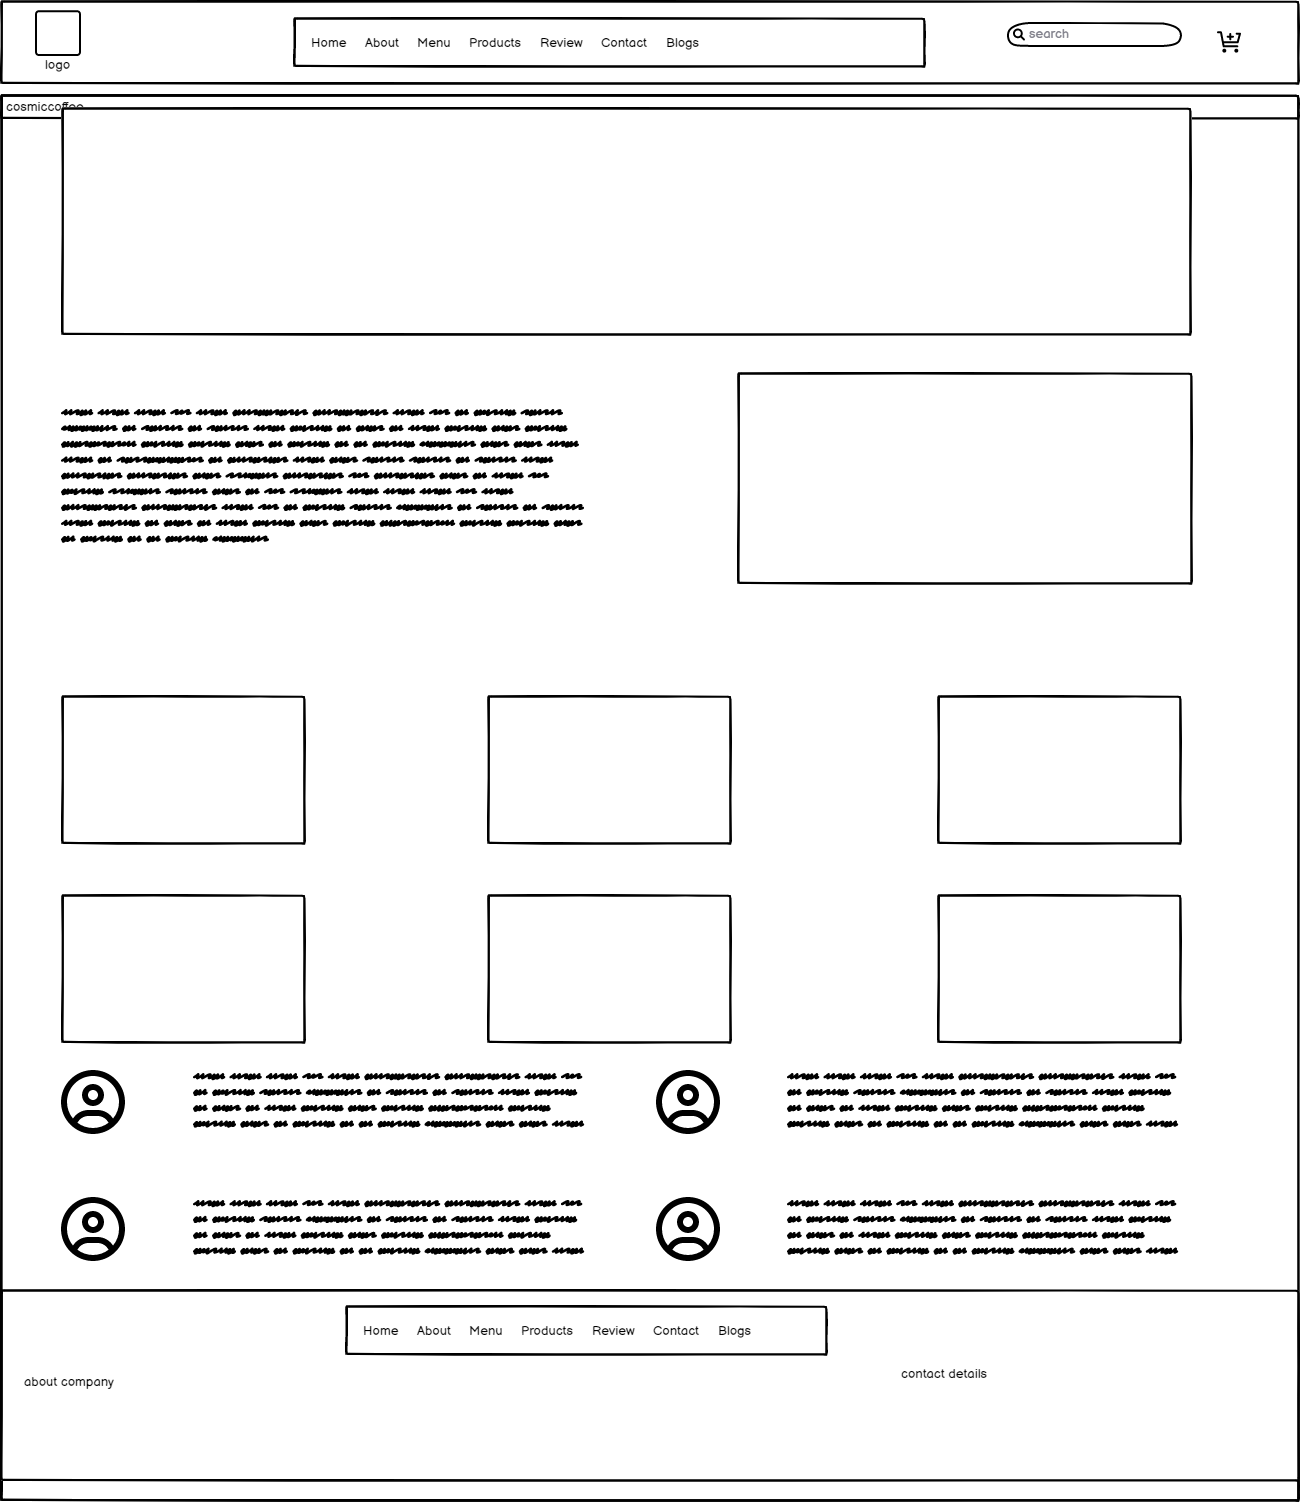 Home About Menu Products Review Contact Blogs
search
logo
cosmiccoffee
Home About Menu Products Review Contact Blogs
contact details
about company